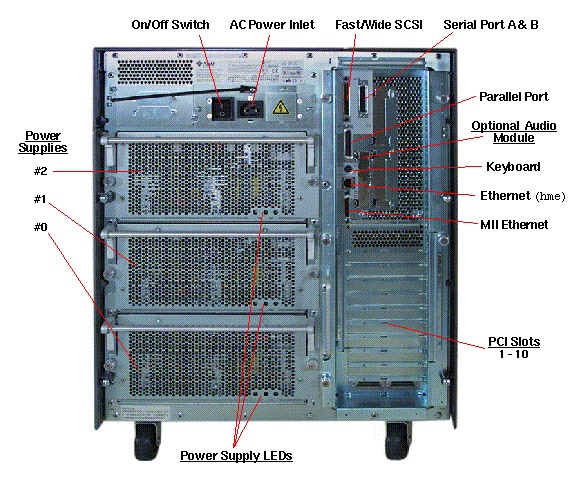 On/Off Switch
AC Power Inlet
Fast/Wide SCSI
Serial Port A & B
Parallel Port
Optional Audio
Module
Keyboard
Ethernet (hme)
MII Ethernet
Power
Supplies
#2
#1
#0
PCI Slots
1 - 10
Power Supply LEDs